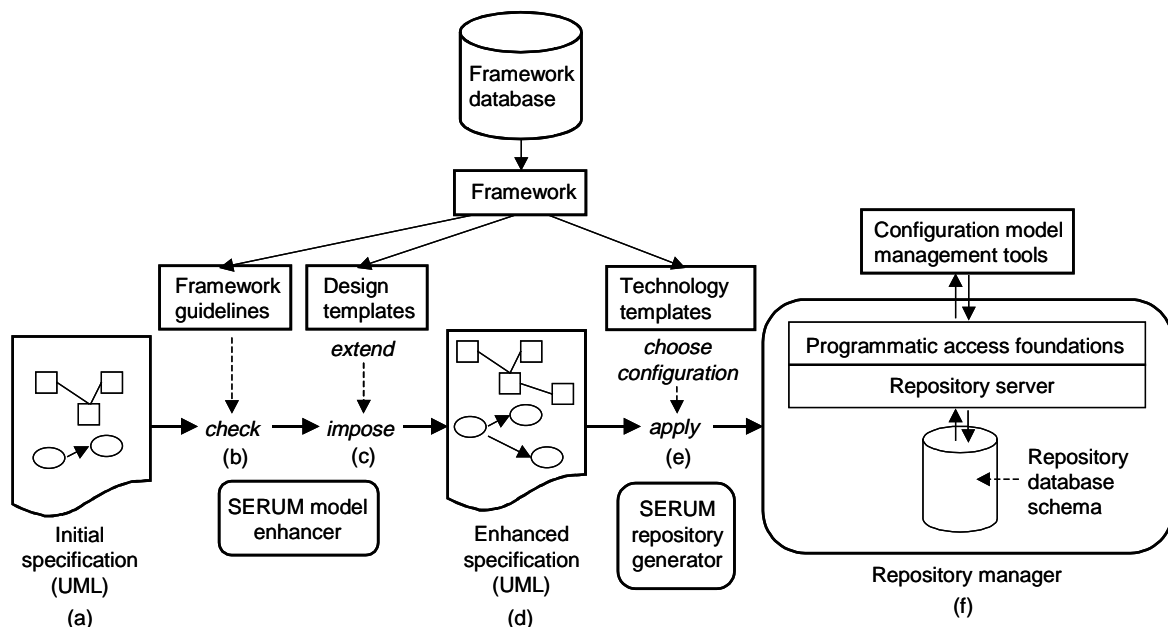 Framework
database
Framework
Framework
guidelines
Design
templates
Technology
templates
Configuration model
management tools
extend
choose
configuration
Programmatic access foundations
Repository server
check
(b)
impose
(c)
apply
(e)
Repository
database
schema
SERUM model
enhancer
SERUM
repository
generator
Initial
specification
(UML)
(a)
Enhanced
specification
(UML)
(d)
Repository manager
(f)